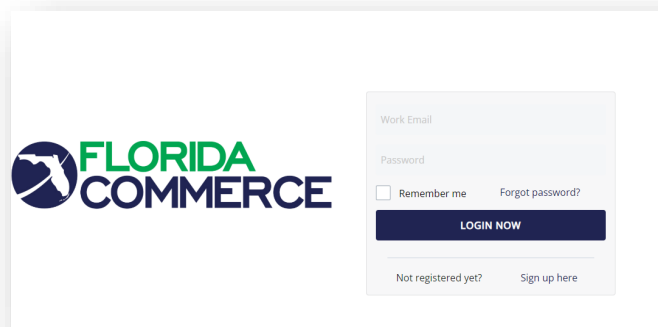 FLORIDA
COMMERCE
Work Email
Password
Remember me Forgot password?
LOGIN NOW
Not registered yet? Sign up here